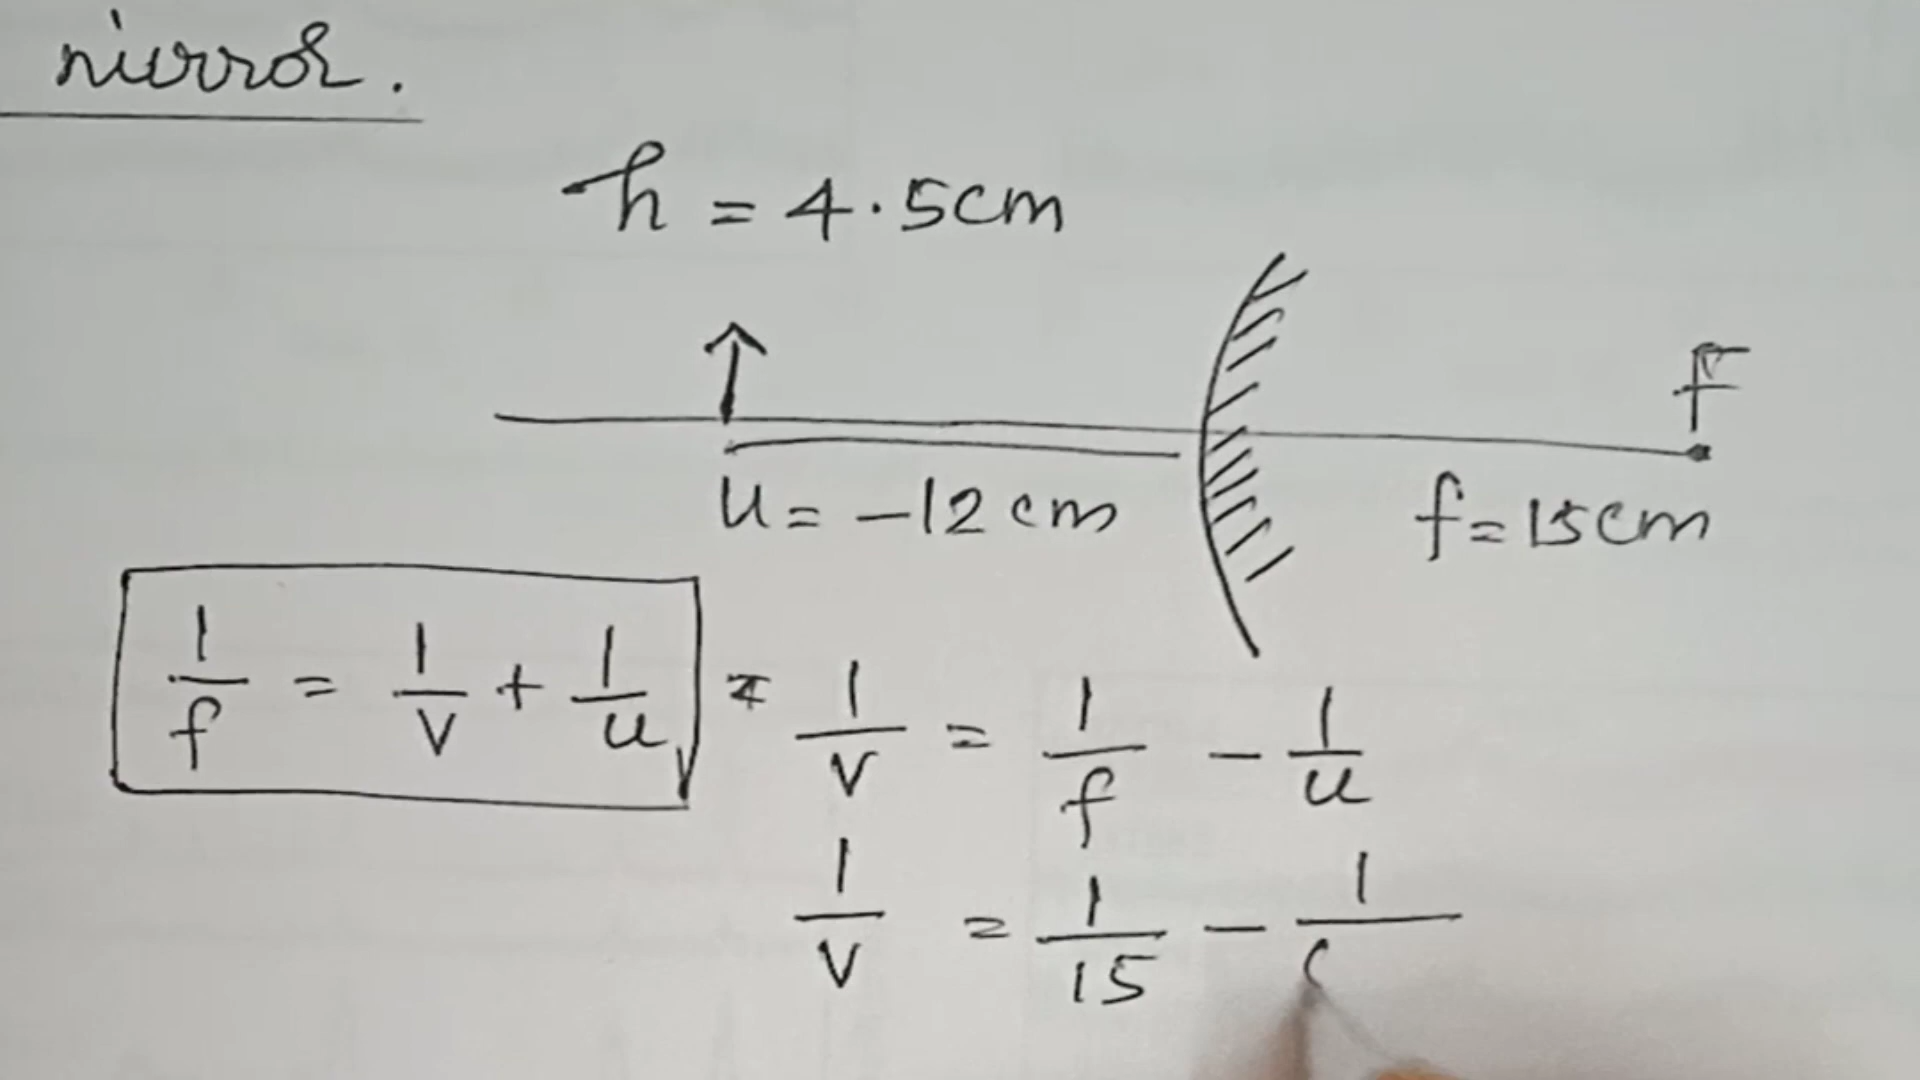 mirror.
h = 4.5cm
F
u = -12 cm
f = 15cm
1/f = 1/v + 1/u, 1/v = 1/f - 1/u
1/v = 1/15 - 1/(